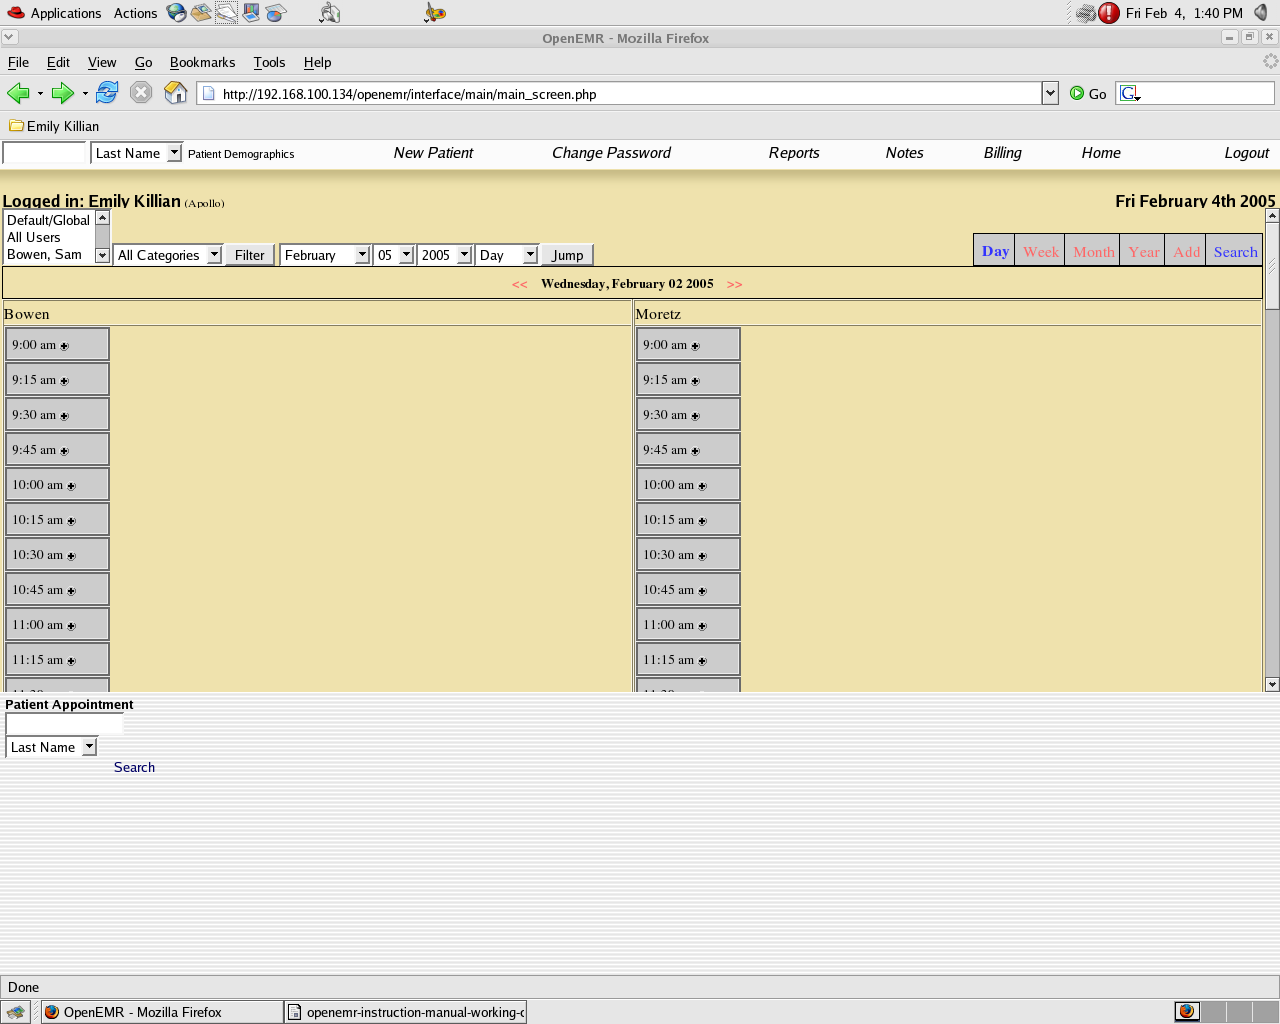 Applications Actions Fri Feb 4, 1:40 PM
OpenEMR - Mozilla Firefox
File Edit View Go Bookmarks Tools Help
http://192.168.100.134/openemr/interface/main/main_screen.php Go G
Emily Killian
Last Name Patient Demographics New Patient Change Password Reports Notes Billing Home Logout
Logged in: Emily Killian (Apollo) Fri February 4th 2005
Default/Global
All Users
Bowen, Sam
All Categories Filter February 05 2005 Day Jump Day Week Month Year Add Search
<< Wednesday, February 02 2005 >>
Bowen Moretz
9:00 am 9:00 am
9:15 am 9:15 am
9:30 am 9:30 am
9:45 am 9:45 am
10:00 am 10:00 am
10:15 am 10:15 am
10:30 am 10:30 am
10:45 am 10:45 am
11:00 am 11:00 am
11:15 am 11:15 am
Patient Appointment
Last Name
Search
Done
OpenEMR - Mozilla Firefox openemr-instruction-manual-working-c